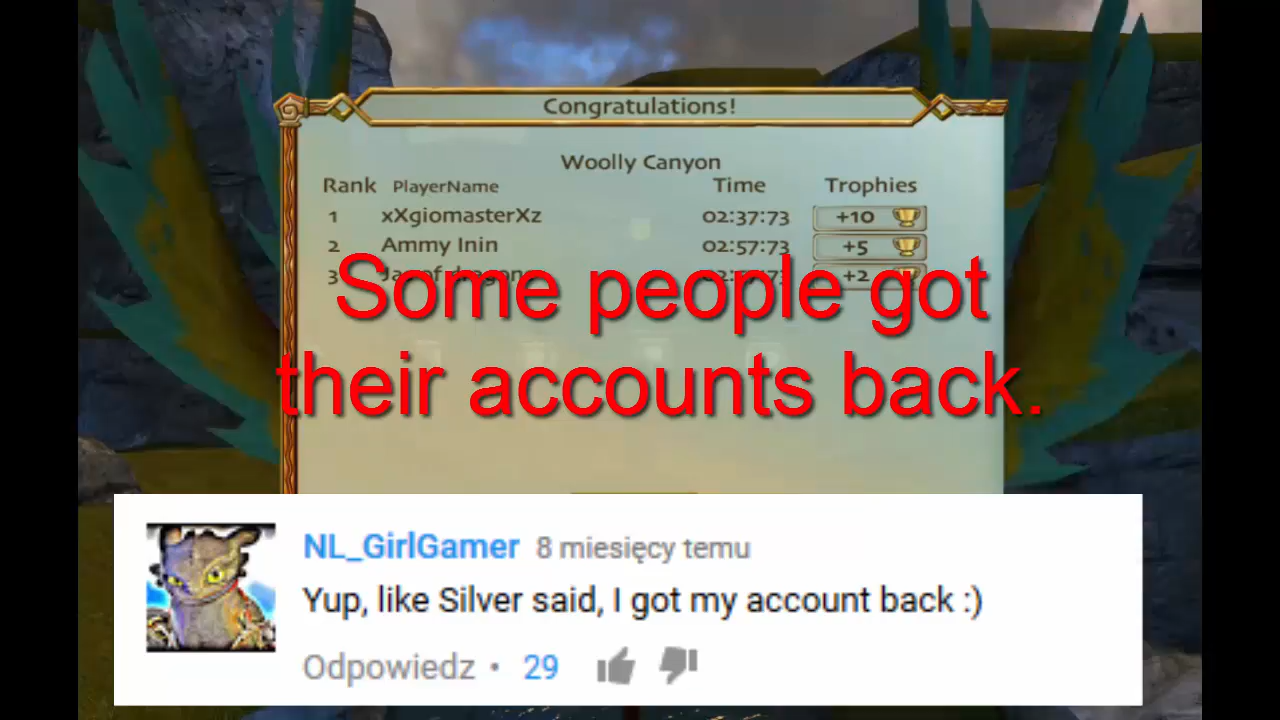 Congratulations!
Woolly Canyon
Rank PlayerName Time Trophies
1 xXgiomasterXz 02:37:73 +10
2 Ammy Inin 02:57:73 +5
3 of +2
Some people got
their accounts back.
NL_GirlGamer 8 miesięcy temu
Yup, like Silver said, I got my account back :)
Odpowiedz • 29